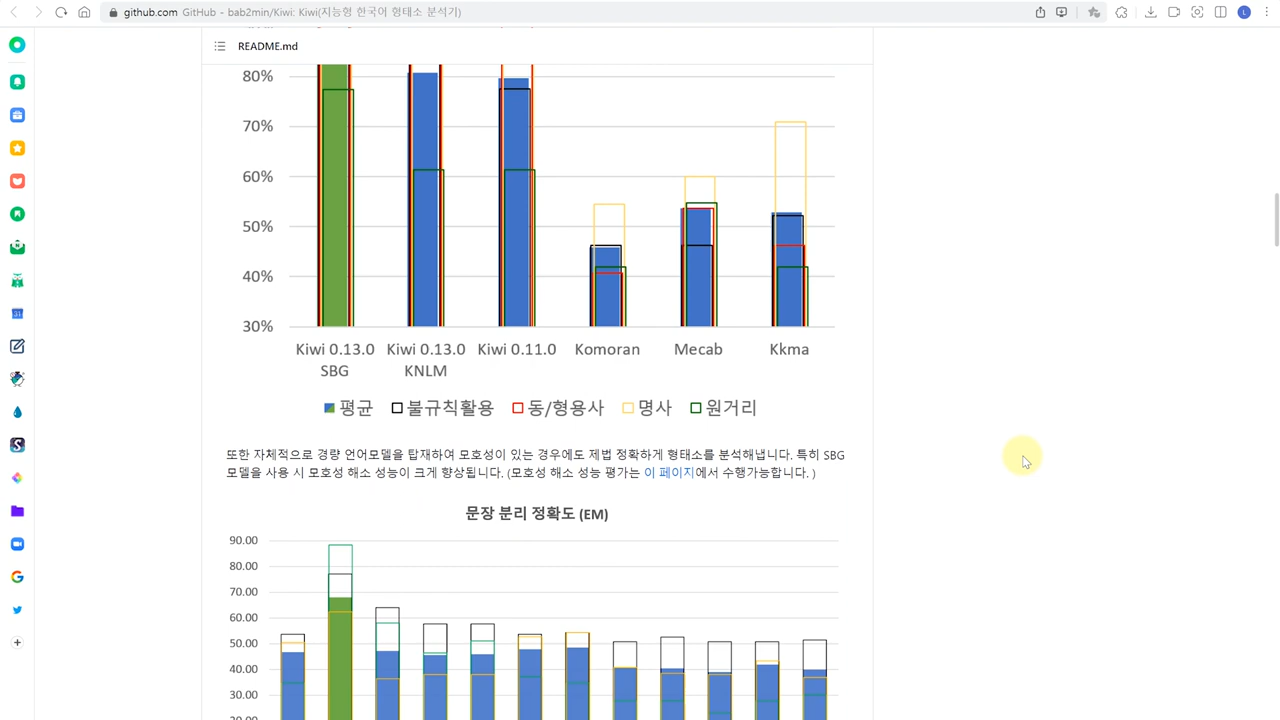 github.com GitHub - bab2min/Kiwi: Kiwi(지능형 한국어 형태소 분석기)
L
README.md
80%
70%
60%
50%
40%
30%
Kiwi 0.13.0 SBG
Kiwi 0.13.0 KNLM
Kiwi 0.11.0
Komoran
Mecab
Kkma
평균 불규칙활용 동/형용사 명사 원거리
또한 자체적으로 경량 언어모델을 탑재하여 모호성이 있는 경우에도 제법 정확하게 형태소를 분석해냅니다. 특히 SBG
모델을 사용 시 모호성 해소 성능이 크게 향상됩니다. (모호성 해소 성능 평가는 이 페이지에서 수행가능합니다. )
문장 분리 정확도 (EM)
90.00
80.00
70.00
60.00
50.00
40.00
30.00
20.00